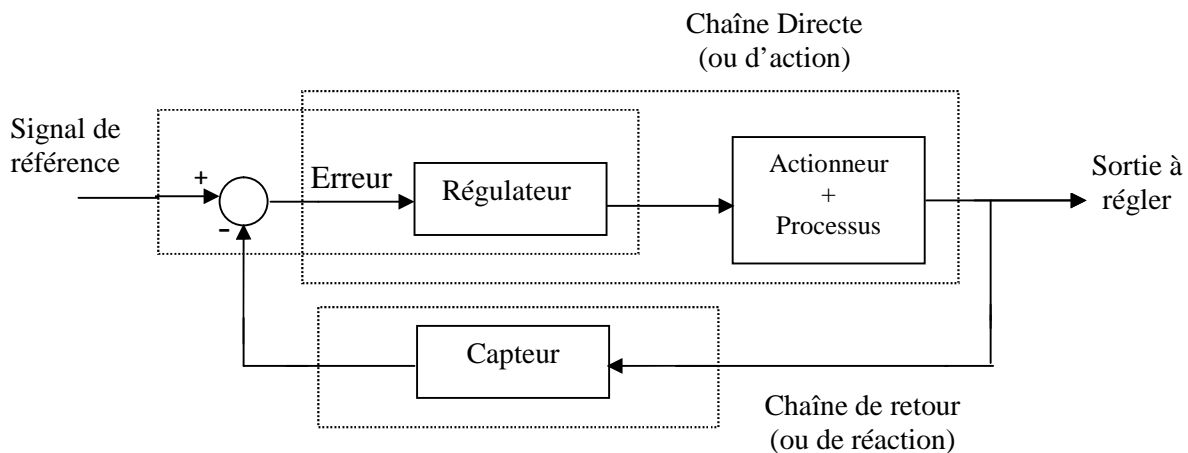 Chaîne Directe
(ou d’action)
Signal de
référence
+
Erreur
Régulateur
Actionneur
+
Processus
Sortie à
régler
-
Capteur
Chaîne de retour
(ou de réaction)